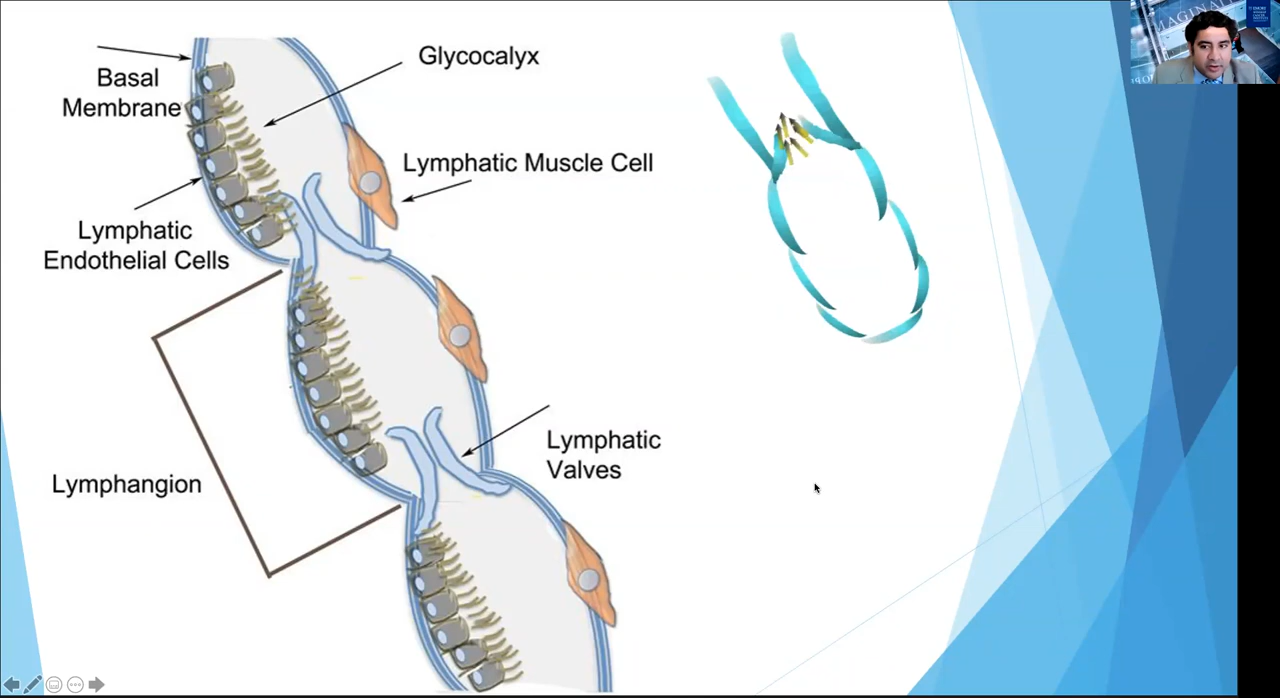 Glycocalyx
Basal
Membrane
Lymphatic Muscle Cell
Lymphatic
Endothelial Cells
Lymphatic
Valves
Lymphangion